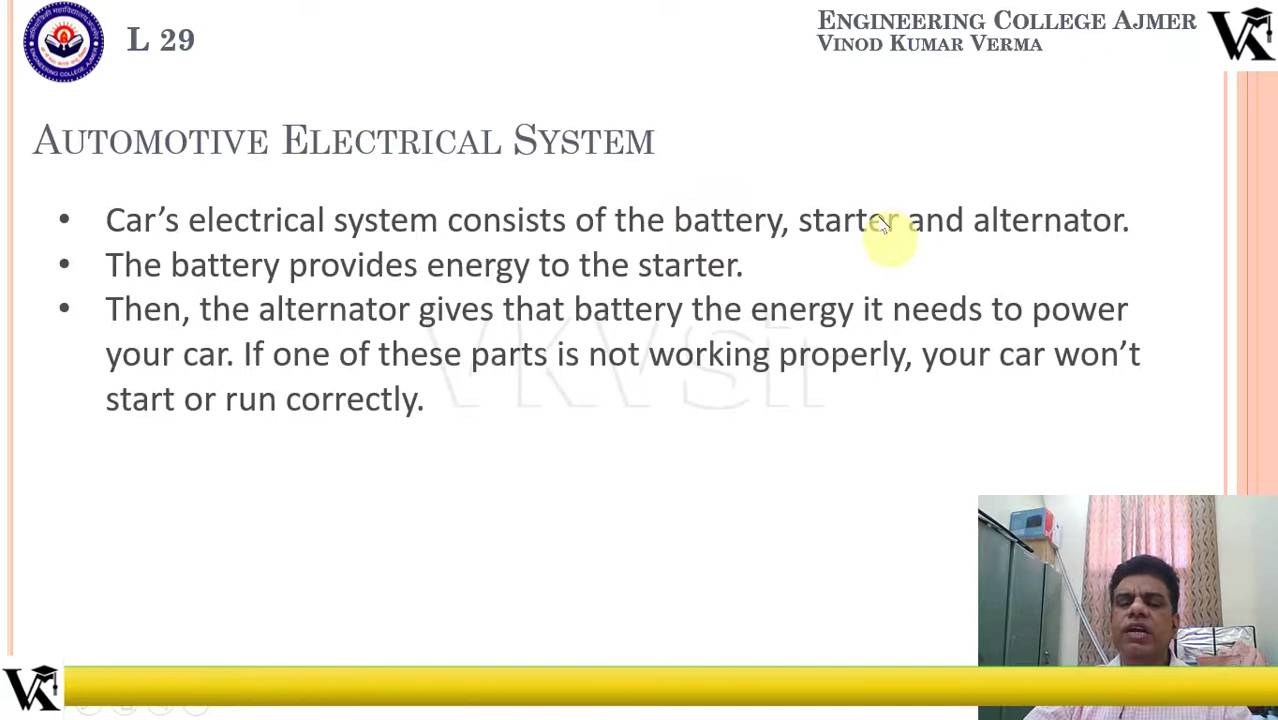 L 29
ENGINEERING COLLEGE AJMER
VINOD KUMAR VERMA
AUTOMOTIVE ELECTRICAL SYSTEM
• Car’s electrical system consists of the battery, starter and alternator.
• The battery provides energy to the starter.
• Then, the alternator gives that battery the energy it needs to power
your car. If one of these parts is not working properly, your car won’t
start or run correctly.
VKVsir